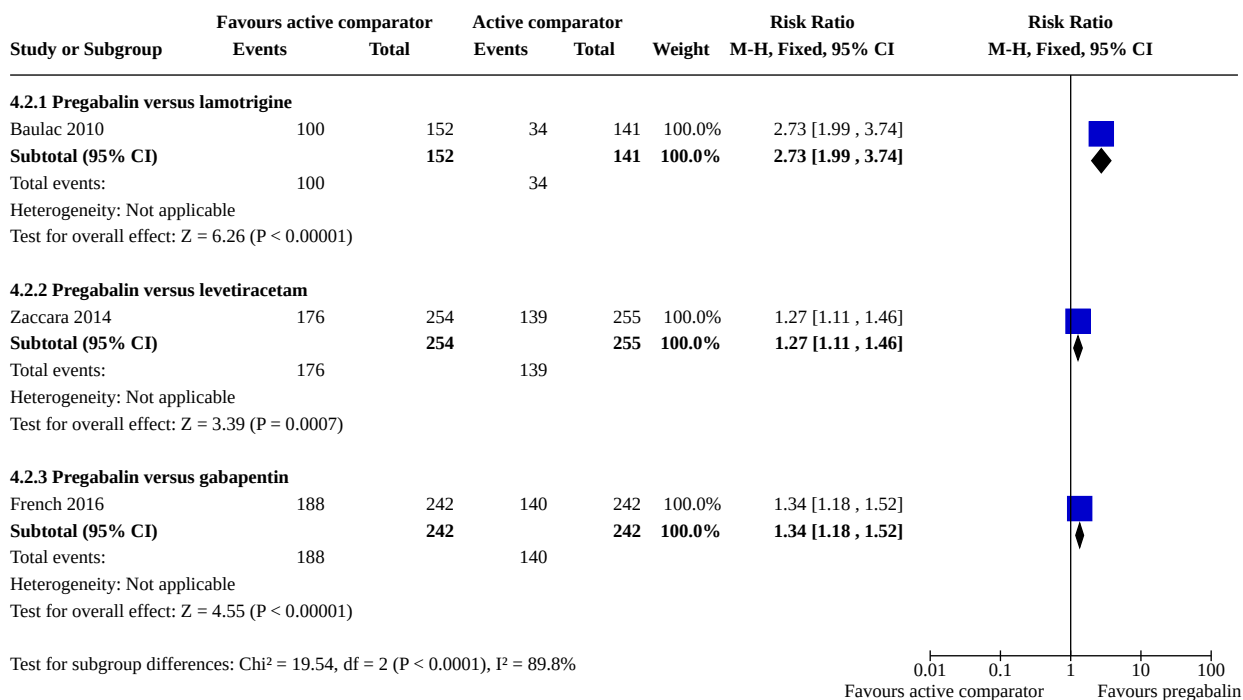 Favours active comparator Active comparator Risk Ratio Risk Ratio
Study or Subgroup Events Total Events Total Weight M-H, Fixed, 95% CI M-H, Fixed, 95% CI
4.2.1 Pregabalin versus lamotrigine
Baulac 2010 100 152 34 141 100.0% 2.73 [1.99 , 3.74]
Subtotal (95% CI) 152 141 100.0% 2.73 [1.99 , 3.74]
Total events: 100 34
Heterogeneity: Not applicable
Test for overall effect: Z = 6.26 (P < 0.00001)
4.2.2 Pregabalin versus levetiracetam
Zaccara 2014 176 254 139 255 100.0% 1.27 [1.11 , 1.46]
Subtotal (95% CI) 254 255 100.0% 1.27 [1.11 , 1.46]
Total events: 176 139
Heterogeneity: Not applicable
Test for overall effect: Z = 3.39 (P = 0.0007)
4.2.3 Pregabalin versus gabapentin
French 2016 188 242 140 242 100.0% 1.34 [1.18 , 1.52]
Subtotal (95% CI) 242 242 100.0% 1.34 [1.18 , 1.52]
Total events: 188 140
Heterogeneity: Not applicable
Test for overall effect: Z = 4.55 (P < 0.00001)
Test for subgroup differences: Chi² = 19.54, df = 2 (P < 0.0001), I² = 89.8%
0.01 0.1 1 10 100
Favours active comparator Favours pregabalin